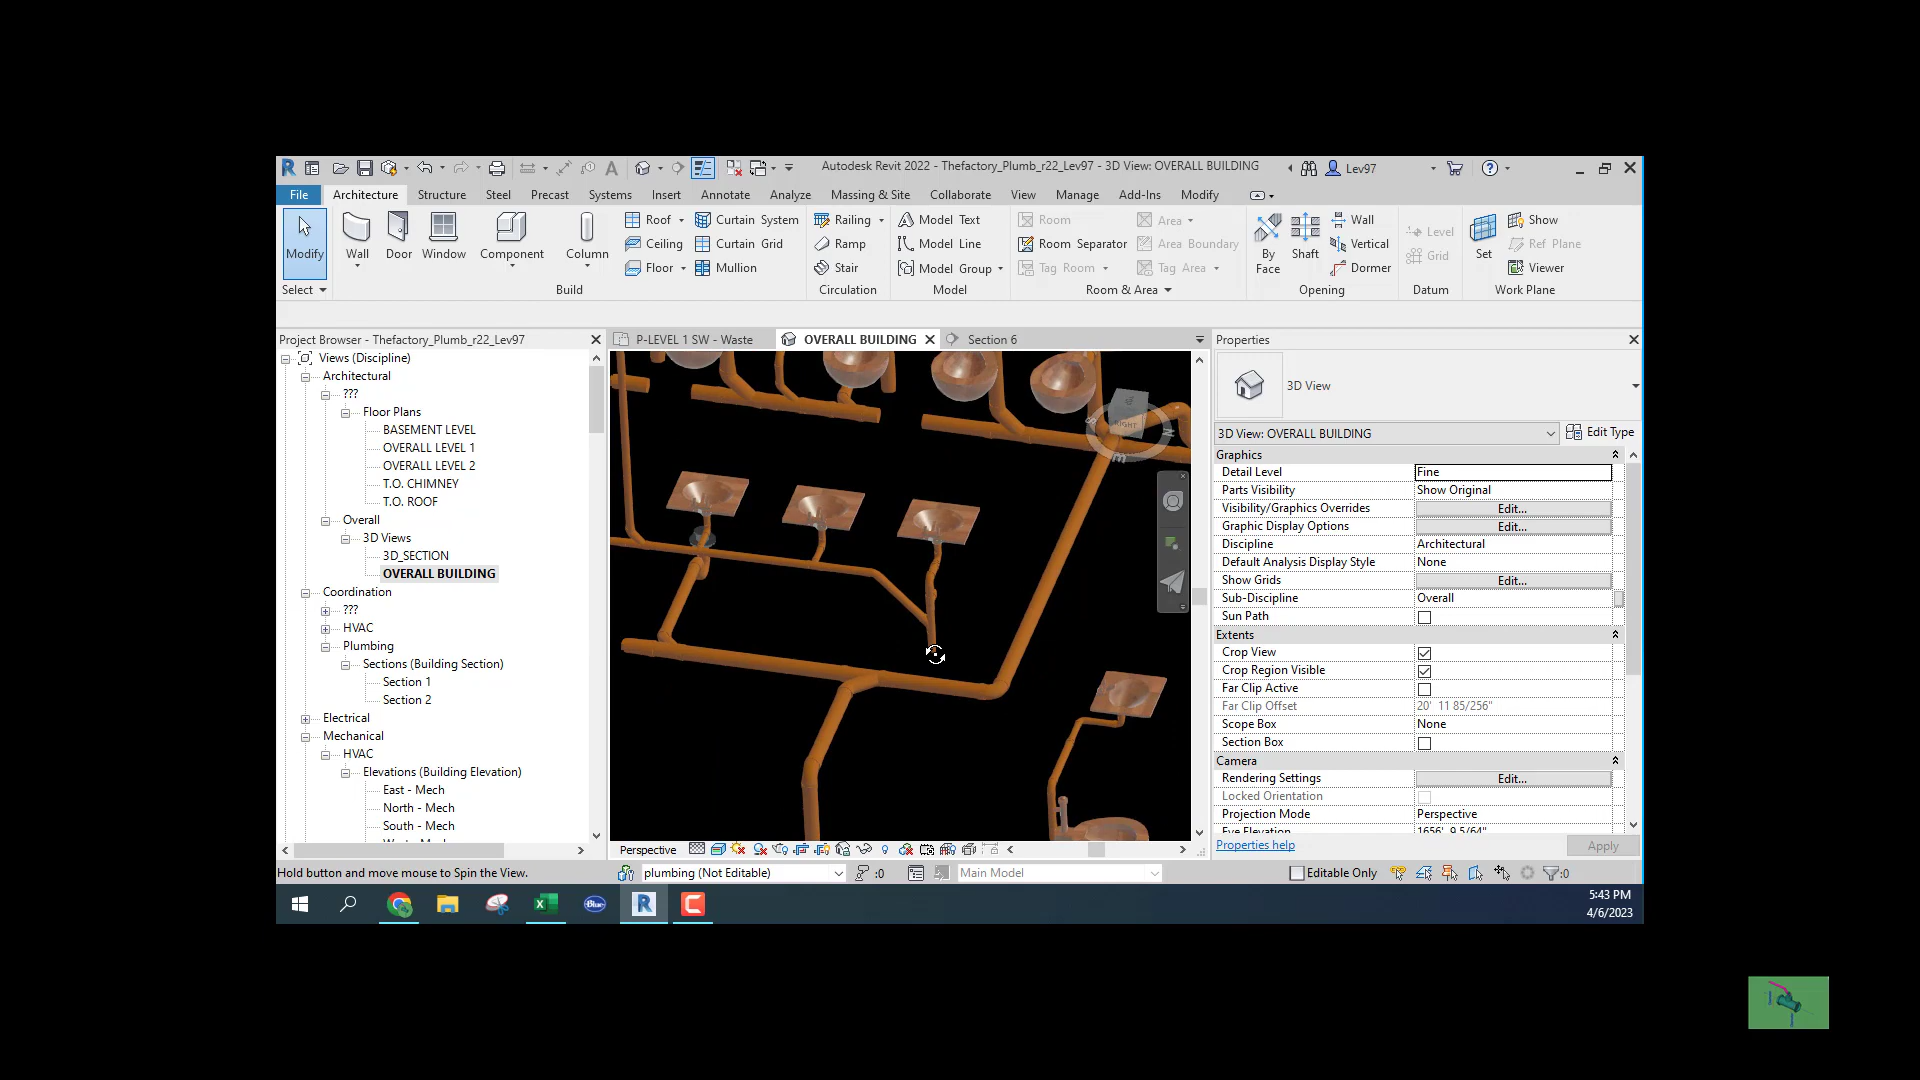 Autodesk Revit 2022 - Thefactory_Plumb_r22_Lev97 - 3D View: OVERALL BUILDING
Lev97
File Architecture Structure Steel Precast Systems Insert Annotate Analyze Massing & Site Collaborate View Manage Add-Ins Modify
Modify Wall Door Window Component Column
Roof Curtain System Railing Model Text Room Area Wall Level Show
Ceiling Curtain Grid Ramp Model Line Room Separator Area Boundary Vertical Grid Ref Plane
Floor Mullion Stair Model Group Tag Room Tag Area Dormer Viewer
By Face Shaft Set
Select Build Circulation Model Room & Area Opening Datum Work Plane
Project Browser - Thefactory_Plumb_r22_Lev97
Views (Discipline)
Architectural
???
Floor Plans
BASEMENT LEVEL
OVERALL LEVEL 1
OVERALL LEVEL 2
T.O. CHIMNEY
T.O. ROOF
Overall
3D Views
3D_SECTION
OVERALL BUILDING
Coordination
???
HVAC
Plumbing
Sections (Building Section)
Section 1
Section 2
Electrical
Mechanical
HVAC
Elevations (Building Elevation)
East - Mech
North - Mech
South - Mech
P-LEVEL 1 SW - Waste OVERALL BUILDING Section 6
RIGHT
Perspective
Properties
3D View
3D View: OVERALL BUILDING Edit Type
Graphics
Detail Level Fine
Parts Visibility Show Original
Visibility/Graphics Overrides Edit...
Graphic Display Options Edit...
Discipline Architectural
Default Analysis Display Style None
Show Grids Edit...
Sub-Discipline Overall
Sun Path
Extents
Crop View
Crop Region Visible
Far Clip Active
Far Clip Offset 20' 11 85/256"
Scope Box None
Section Box
Camera
Rendering Settings Edit...
Locked Orientation
Projection Mode Perspective
Eye Elevation 1656' 9 5/64"
Properties help Apply
Hold button and move mouse to Spin the View. plumbing (Not Editable) :0 Main Model Editable Only :0
5:43 PM
4/6/2023